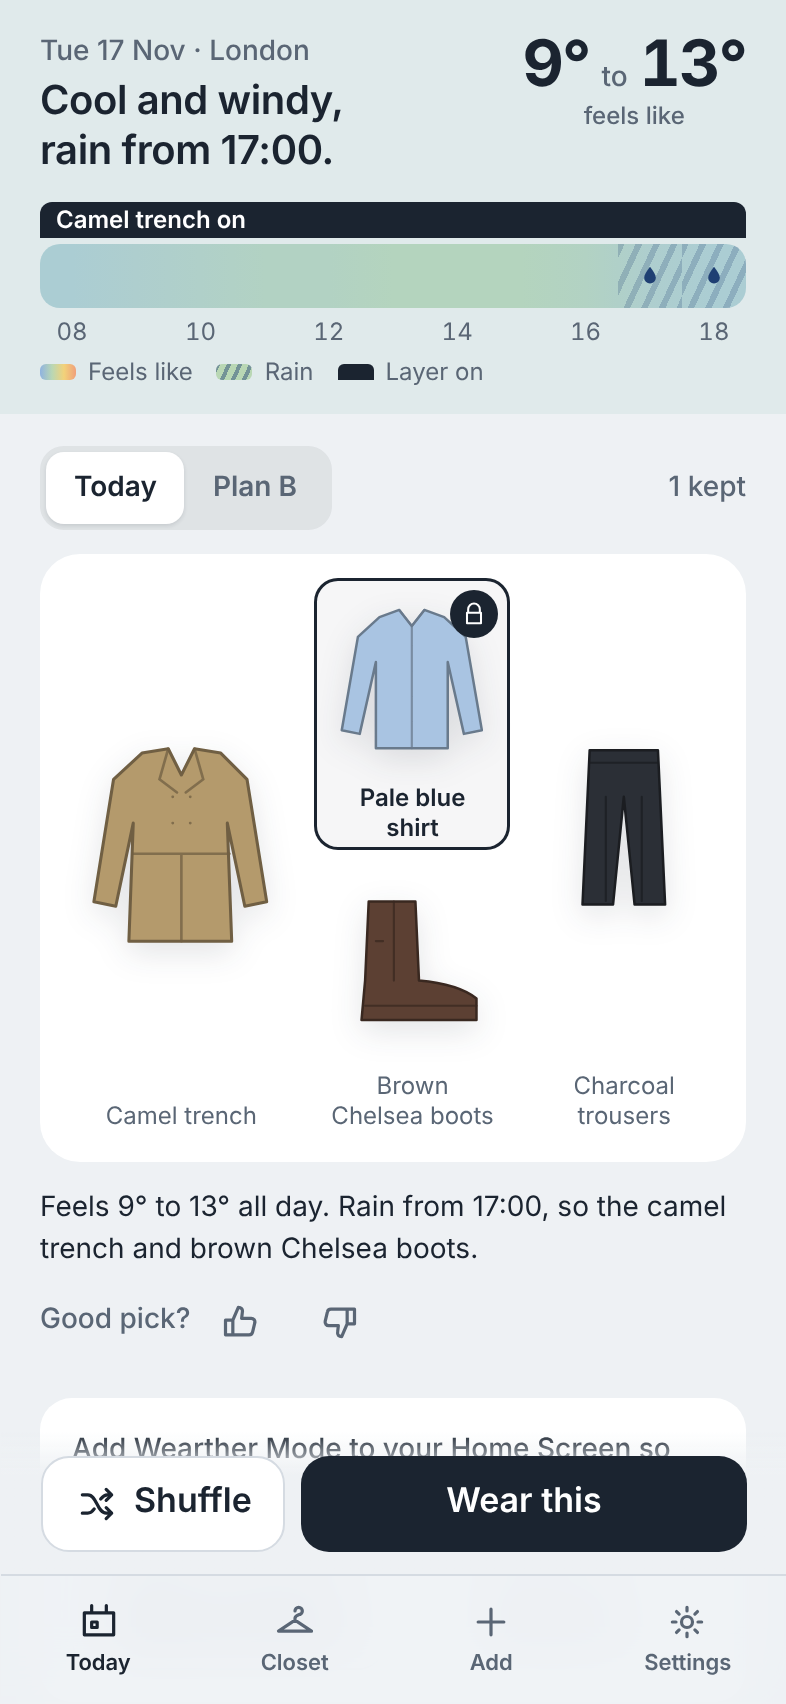 Tue 17 Nov · London
Cool and windy,
rain from 17:00.
9° to 13°
feels like
Camel trench on
08 10 12 14 16 18
Feels like Rain Layer on
Today Plan B 1 kept
Pale blue
shirt
Camel trench
Brown
Chelsea boots
Charcoal
trousers
Feels 9° to 13° all day. Rain from 17:00, so the camel
trench and brown Chelsea boots.
Good pick?
Add Wearther Mode to your Home Screen so
Shuffle Wear this
Today Closet Add Settings